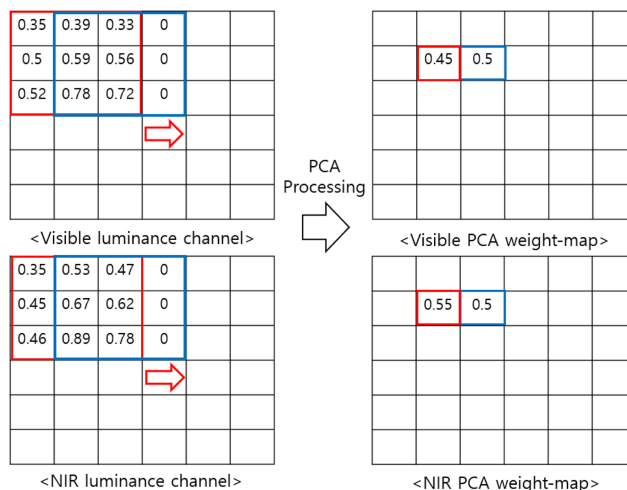 0.35 0.39 0.33 0
0.5 0.59 0.56 0
0.52 0.78 0.72 0
<Visible luminance channel>
0.35 0.53 0.47 0
0.45 0.67 0.62 0
0.46 0.89 0.78 0
<NIR luminance channel>
PCA
Processing
0.45 0.5
<Visible PCA weight-map>
0.55 0.5
<NIR PCA weight-map>